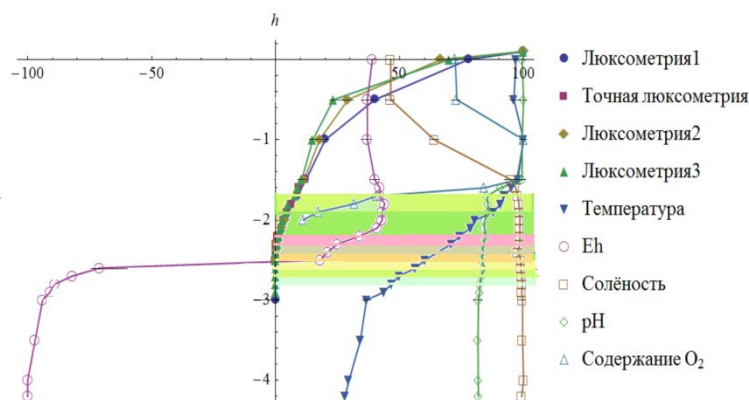 h
−100
−50
50
100
−1
−2
−3
−4
Люксометрия1
Точная люксометрия
Люксометрия2
Люксометрия3
Температура
Eh
Солёность
pH
Содержание O₂